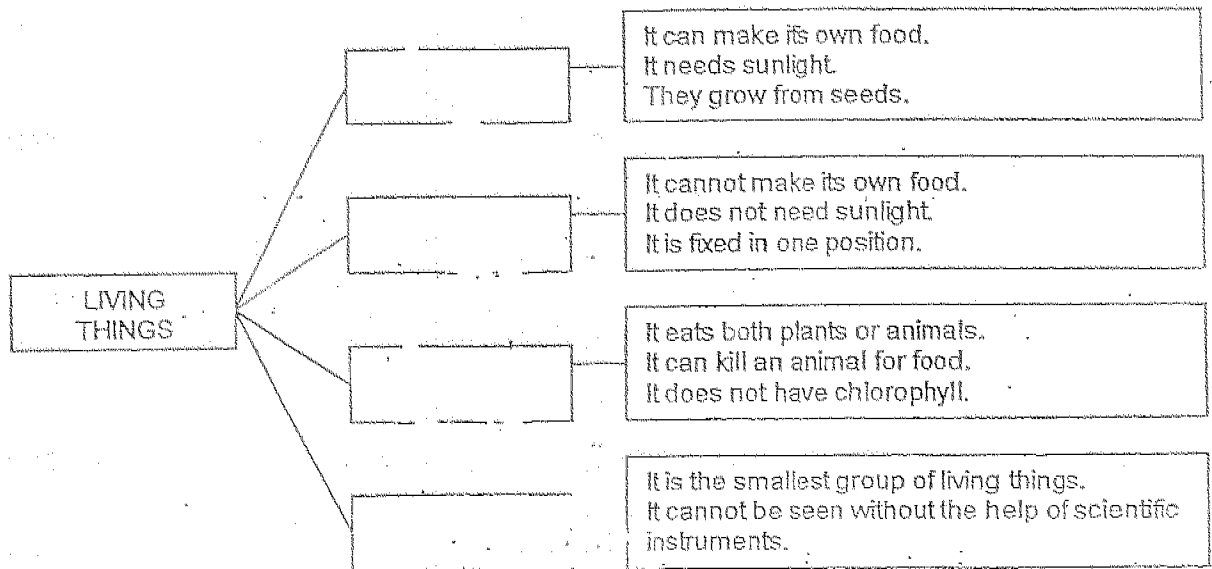 It can make its own food.
It needs sunlight.
They grow from seeds.
It cannot make its own food.
It does not need sunlight.
It is fixed in one position.
LIVING
THINGS
It eats both plants or animals.
It can kill an animal for food.
It does not have chlorophyll.
It is the smallest group of living things.
It cannot be seen without the help of scientific
instruments.